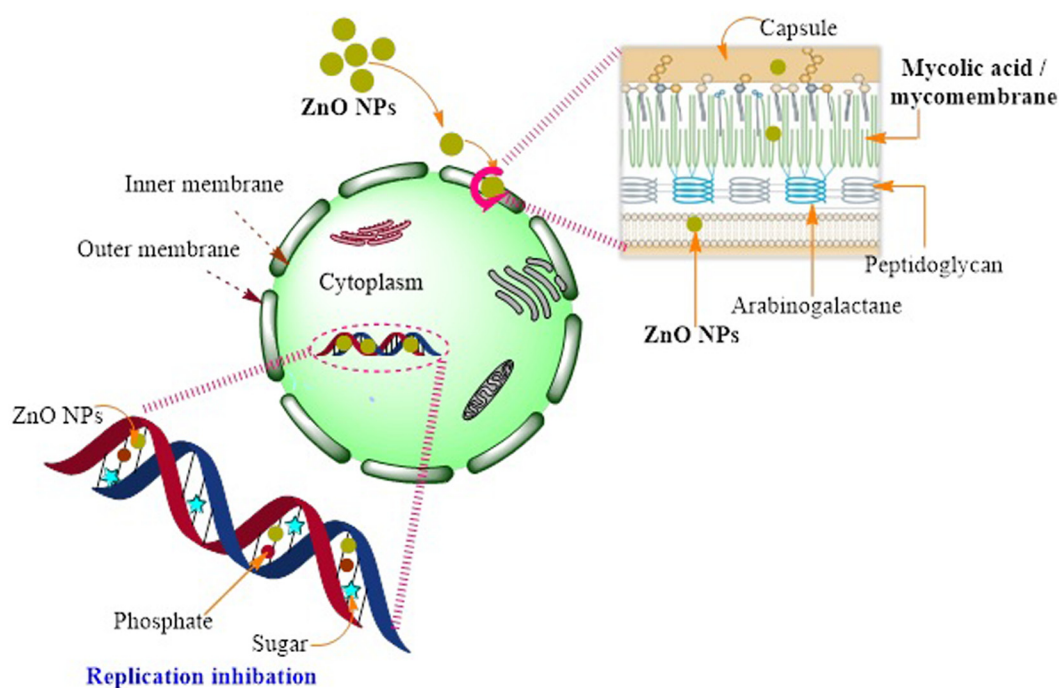 Capsule
ZnO NPs
Mycolic acid /
mycomembrane
Inner membrane
Outer membrane
Cytoplasm
Peptidoglycan
Arabinogalactane
ZnO NPs
ZnO NPs
Phosphate
Sugar
Replication inhibation